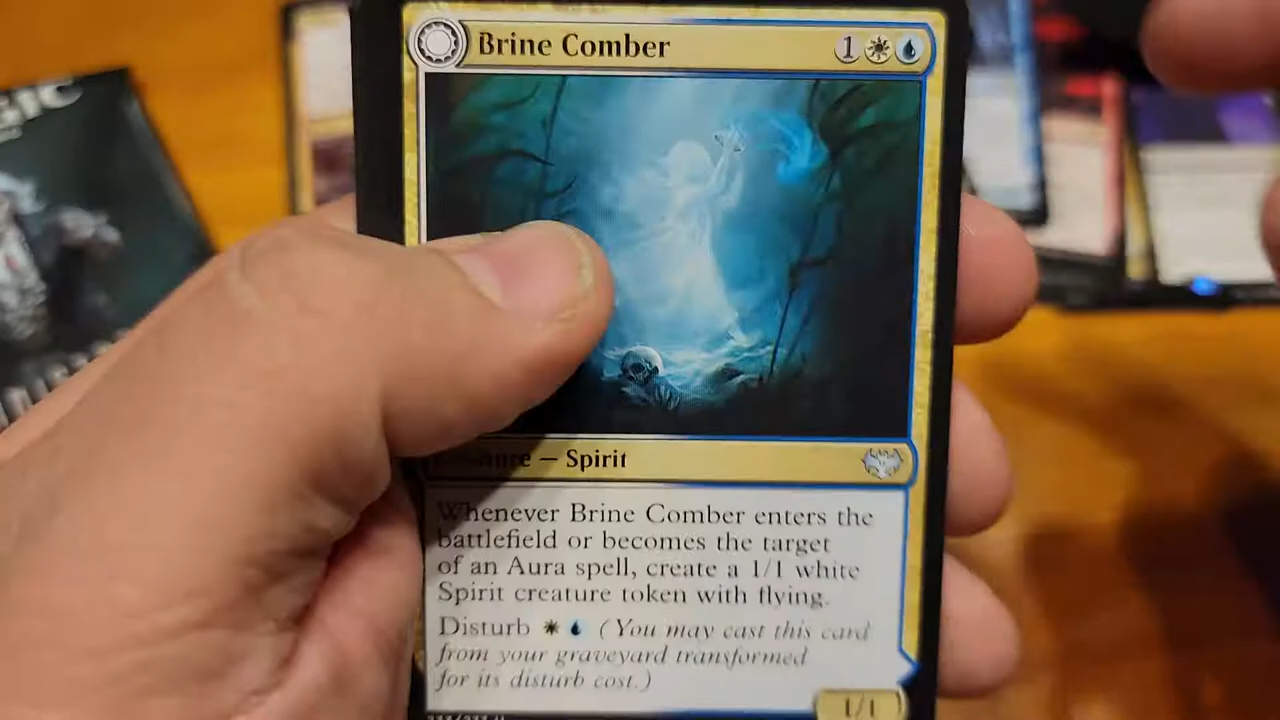 Brine Comber 1
— Spirit
Whenever Brine Comber enters the
battlefield or becomes the target
of an Aura spell, create a 1/1 white
Spirit creature token with flying.
Disturb (You may cast this card
from your graveyard transformed
for its disturb cost.)
1/1